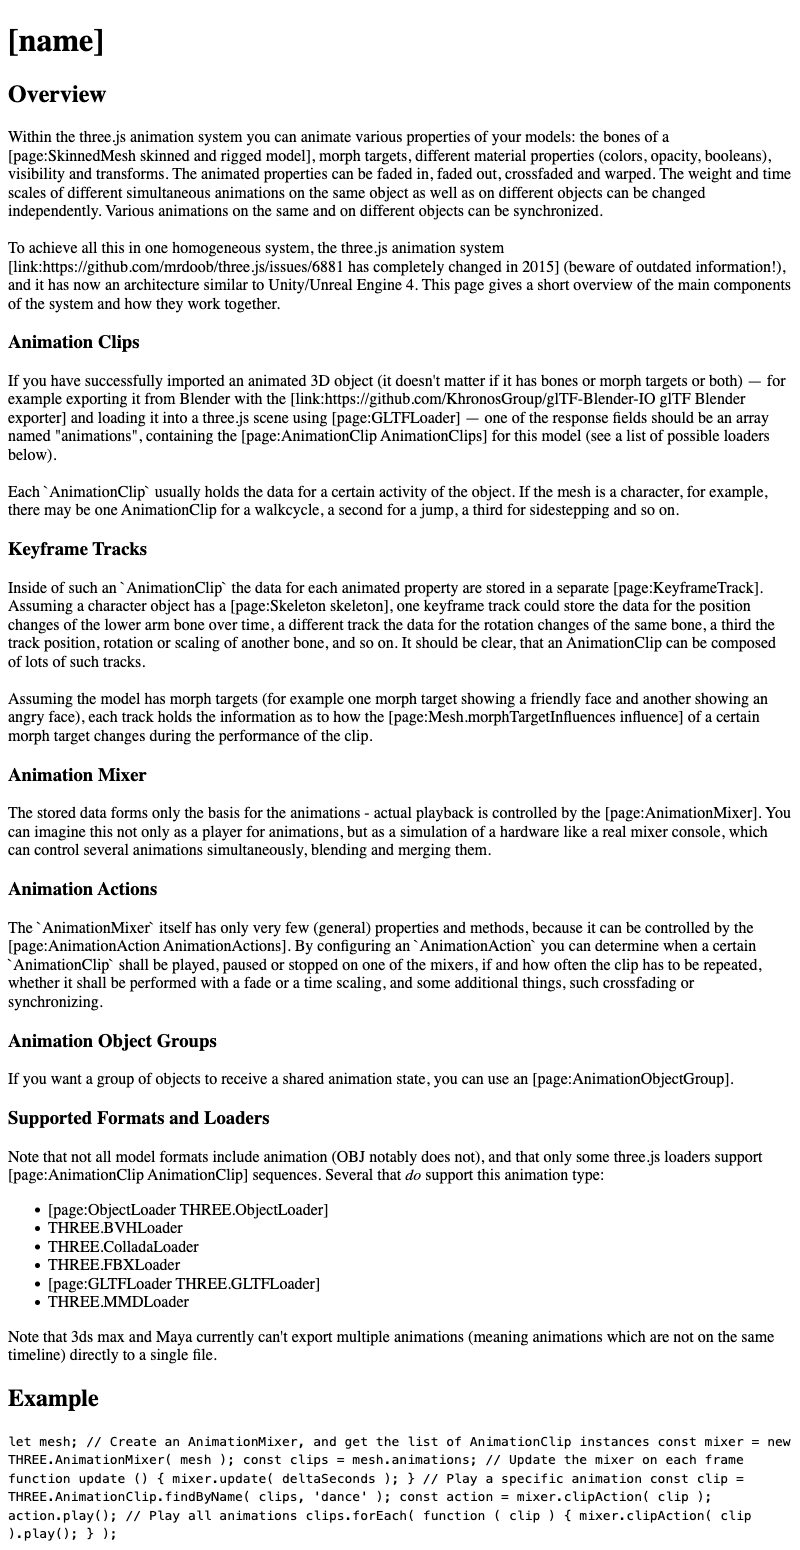 [name]
Overview
Within the three.js animation system you can animate various properties of your models: the bones of a
[page:SkinnedMesh skinned and rigged model], morph targets, different material properties (colors, opacity, booleans),
visibility and transforms. The animated properties can be faded in, faded out, crossfaded and warped. The weight and time
scales of different simultaneous animations on the same object as well as on different objects can be changed
independently. Various animations on the same and on different objects can be synchronized.
To achieve all this in one homogeneous system, the three.js animation system
[link:https://github.com/mrdoob/three.js/issues/6881 has completely changed in 2015] (beware of outdated information!),
and it has now an architecture similar to Unity/Unreal Engine 4. This page gives a short overview of the main components
of the system and how they work together.
Animation Clips
If you have successfully imported an animated 3D object (it doesn't matter if it has bones or morph targets or both) — for
example exporting it from Blender with the [link:https://github.com/KhronosGroup/glTF-Blender-IO glTF Blender
exporter] and loading it into a three.js scene using [page:GLTFLoader] — one of the response fields should be an array
named "animations", containing the [page:AnimationClip AnimationClips] for this model (see a list of possible loaders
below).
Each `AnimationClip` usually holds the data for a certain activity of the object. If the mesh is a character, for example,
there may be one AnimationClip for a walkcycle, a second for a jump, a third for sidestepping and so on.
Keyframe Tracks
Inside of such an `AnimationClip` the data for each animated property are stored in a separate [page:KeyframeTrack].
Assuming a character object has a [page:Skeleton skeleton], one keyframe track could store the data for the position
changes of the lower arm bone over time, a different track the data for the rotation changes of the same bone, a third the
track position, rotation or scaling of another bone, and so on. It should be clear, that an AnimationClip can be composed
of lots of such tracks.
Assuming the model has morph targets (for example one morph target showing a friendly face and another showing an
angry face), each track holds the information as to how the [page:Mesh.morphTargetInfluences influence] of a certain
morph target changes during the performance of the clip.
Animation Mixer
The stored data forms only the basis for the animations - actual playback is controlled by the [page:AnimationMixer]. You
can imagine this not only as a player for animations, but as a simulation of a hardware like a real mixer console, which
can control several animations simultaneously, blending and merging them.
Animation Actions
The `AnimationMixer` itself has only very few (general) properties and methods, because it can be controlled by the
[page:AnimationAction AnimationActions]. By configuring an `AnimationAction` you can determine when a certain
`AnimationClip` shall be played, paused or stopped on one of the mixers, if and how often the clip has to be repeated,
whether it shall be performed with a fade or a time scaling, and some additional things, such crossfading or
synchronizing.
Animation Object Groups
If you want a group of objects to receive a shared animation state, you can use an [page:AnimationObjectGroup].
Supported Formats and Loaders
Note that not all model formats include animation (OBJ notably does not), and that only some three.js loaders support
[page:AnimationClip AnimationClip] sequences. Several that do support this animation type:
• [page:ObjectLoader THREE.ObjectLoader]
• THREE.BVHLoader
• THREE.ColladaLoader
• THREE.FBXLoader
• [page:GLTFLoader THREE.GLTFLoader]
• THREE.MMDLoader
Note that 3ds max and Maya currently can't export multiple animations (meaning animations which are not on the same
timeline) directly to a single file.
Example
let mesh; // Create an AnimationMixer, and get the list of AnimationClip instances const mixer = new
THREE.AnimationMixer( mesh ); const clips = mesh.animations; // Update the mixer on each frame
function update () { mixer.update( deltaSeconds ); } // Play a specific animation const clip =
THREE.AnimationClip.findByName( clips, 'dance' ); const action = mixer.clipAction( clip );
action.play(); // Play all animations clips.forEach( function ( clip ) { mixer.clipAction( clip
).play(); } );